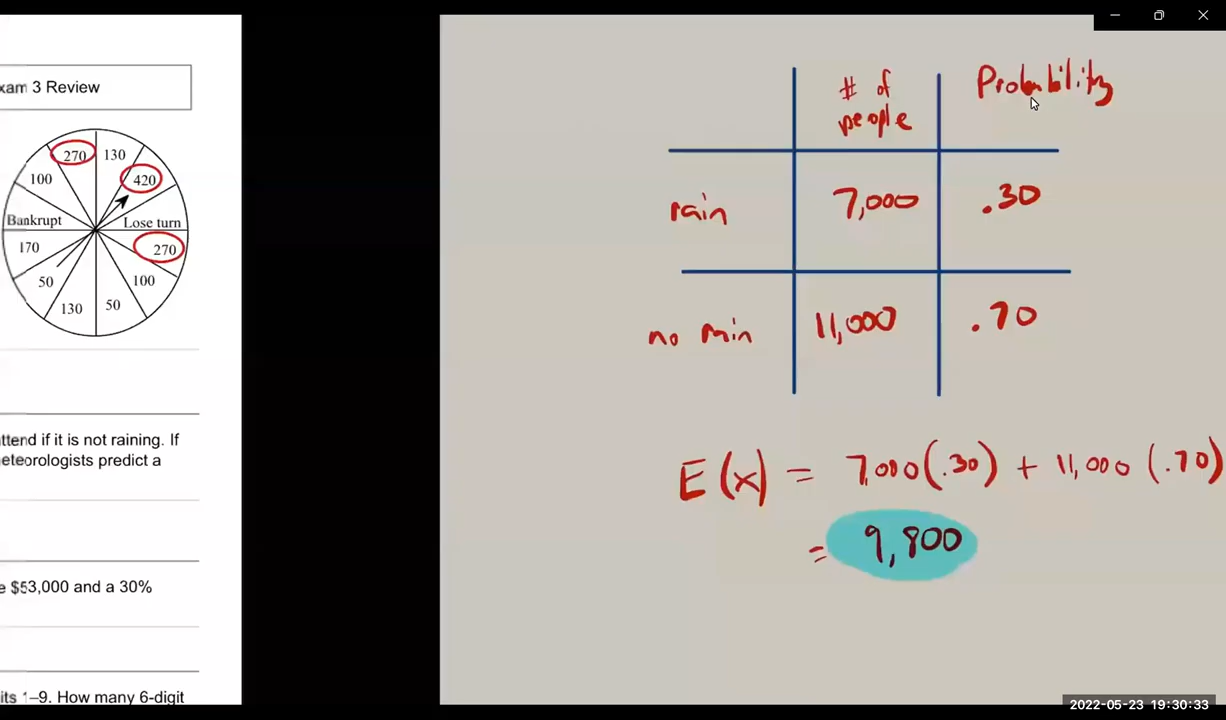 xam 3 Review
270
130
100
420
Bankrupt
Lose turn
170
270
50
100
130
50
ttend if it is not raining. If
eteorologists predict a
e $53,000 and a 30%
its 1–9. How many 6-digit
# of
people
Probability
rain
7,000
.30
no rain
11,000
.70
E(x) = 7,000(.30) + 11,000(.70)
= 9,800
2022-05-23 19:30:33